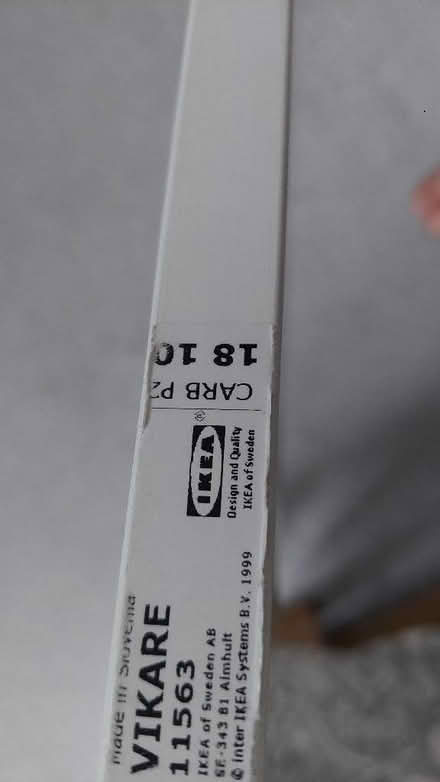 Made in Slovenia
VIKARE
11563
IKEA of Sweden AB
SE-343 81 Älmhult
© Inter IKEA Systems B.V. 1999
IKEA®
Design and Quality
IKEA of Sweden
CARB P2
18 10